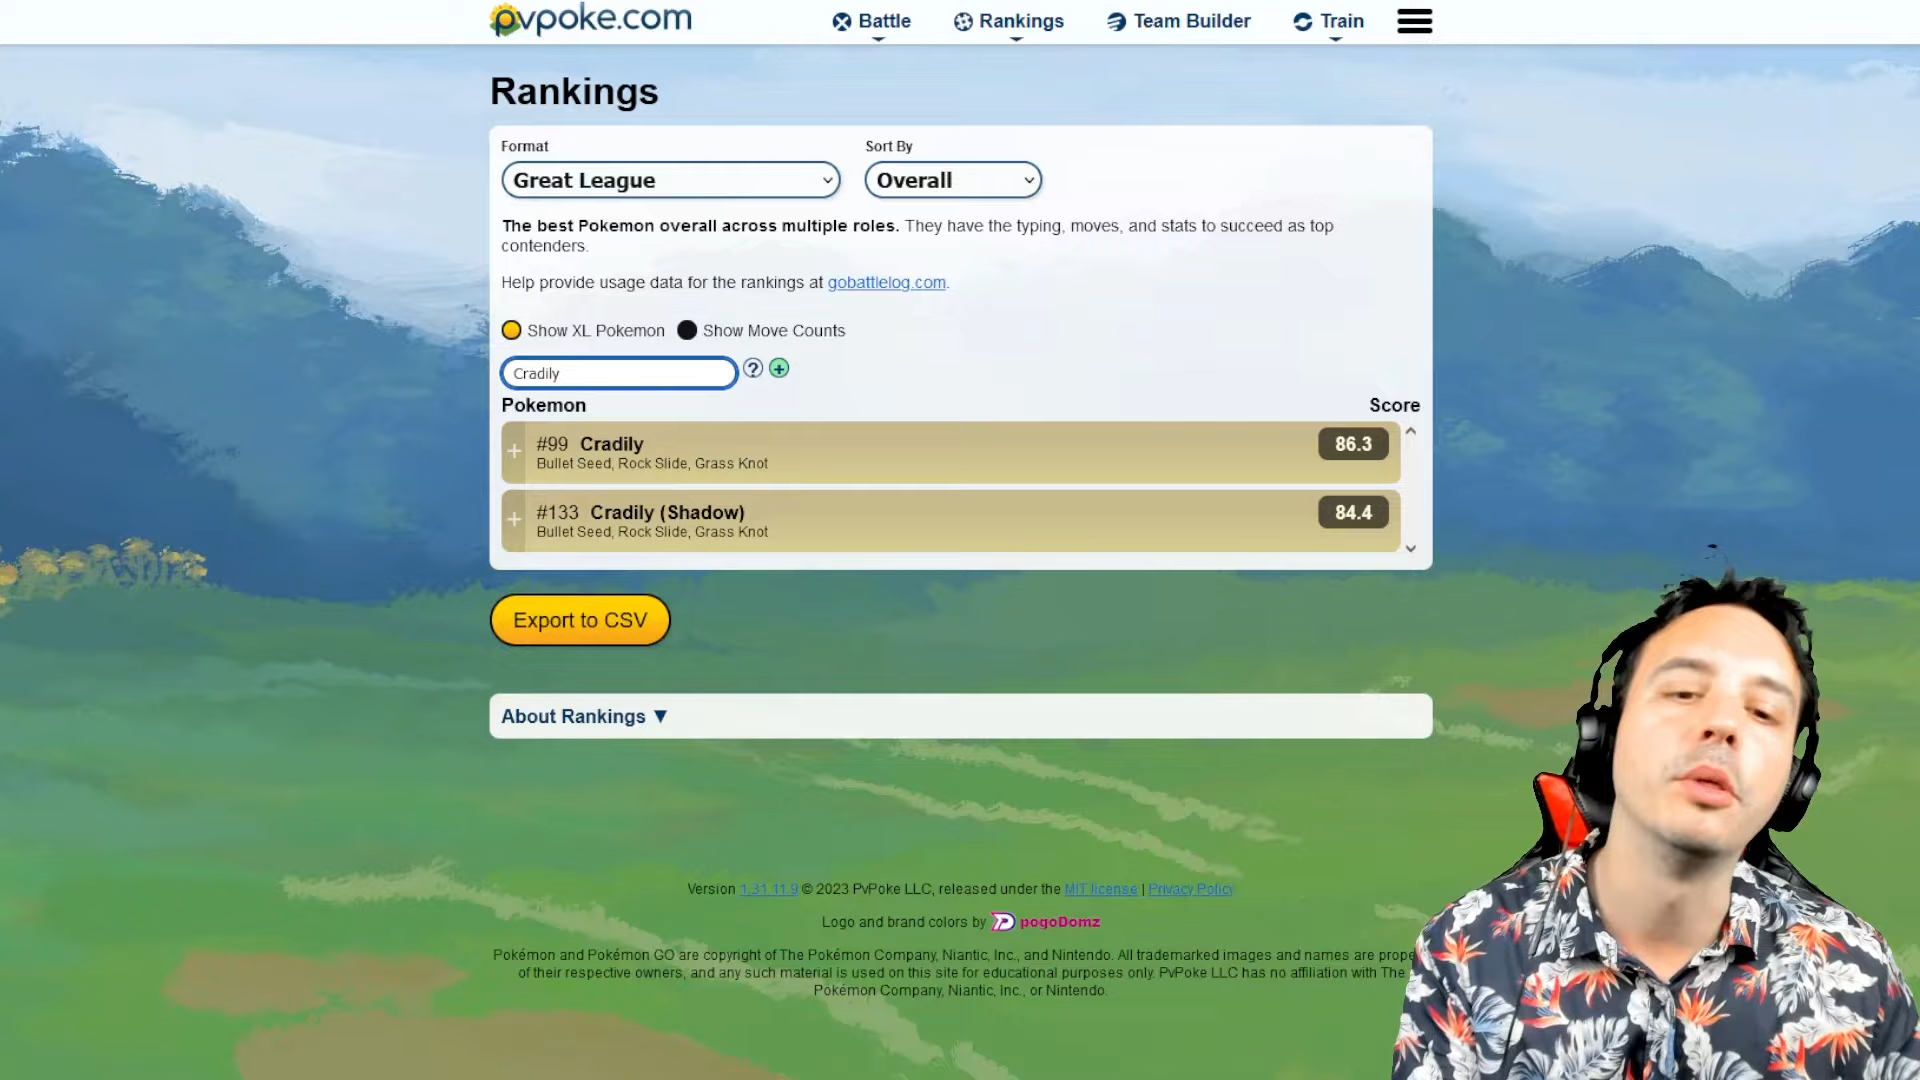 pvpoke.com
Battle
Rankings
Team Builder
Train
Rankings
Format
Sort By
Great League
Overall
The best Pokemon overall across multiple roles. They have the typing, moves, and stats to succeed as top
contenders.
Help provide usage data for the rankings at gobattlelog.com.
Show XL Pokemon
Show Move Counts
Cradily
?
+
Pokemon
Score
+
#99 Cradily
86.3
Bullet Seed, Rock Slide, Grass Knot
+
#133 Cradily (Shadow)
84.4
Bullet Seed, Rock Slide, Grass Knot
Export to CSV
About Rankings ▼
Version 1.31.11.9 © 2023 PvPoke LLC, released under the MIT license | Privacy Policy
Logo and brand colors by pogoDomz
Pokémon and Pokémon GO are copyright of The Pokémon Company, Niantic, Inc., and Nintendo. All trademarked images and names are prope
of their respective owners, and any such material is used on this site for educational purposes only. PvPoke LLC has no affiliation with The
Pokémon Company, Niantic, Inc., or Nintendo.